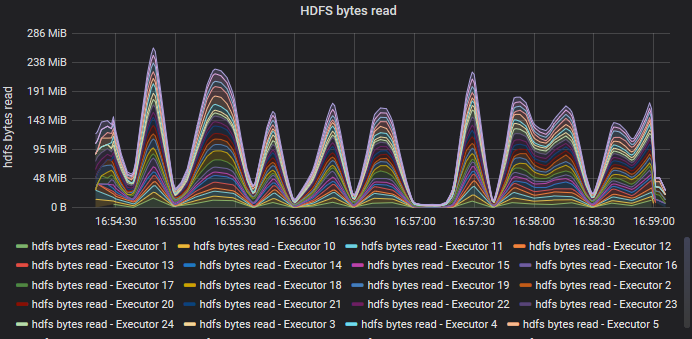 HDFS bytes read
286 MiB
238 MiB
191 MiB
143 MiB
95 MiB
48 MiB
0 B
hdfs bytes read
16:54:30 16:55:00 16:55:30 16:56:00 16:56:30 16:57:00 16:57:30 16:58:00 16:58:30 16:59:00
hdfs bytes read - Executor 1 hdfs bytes read - Executor 10 hdfs bytes read - Executor 11 hdfs bytes read - Executor 12
hdfs bytes read - Executor 13 hdfs bytes read - Executor 14 hdfs bytes read - Executor 15 hdfs bytes read - Executor 16
hdfs bytes read - Executor 17 hdfs bytes read - Executor 18 hdfs bytes read - Executor 19 hdfs bytes read - Executor 2
hdfs bytes read - Executor 20 hdfs bytes read - Executor 21 hdfs bytes read - Executor 22 hdfs bytes read - Executor 23
hdfs bytes read - Executor 24 hdfs bytes read - Executor 3 hdfs bytes read - Executor 4 hdfs bytes read - Executor 5